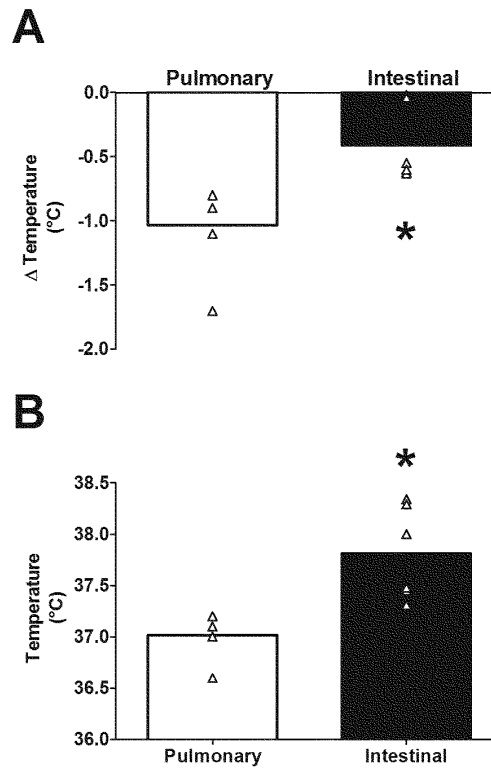 A
Pulmonary Intestinal
0.0
-0.5
-1.0
-1.5
-2.0
Δ Temperature
(°C)
*
B
*
38.5
38.0
37.5
37.0
36.5
36.0
Temperature
(°C)
Pulmonary Intestinal